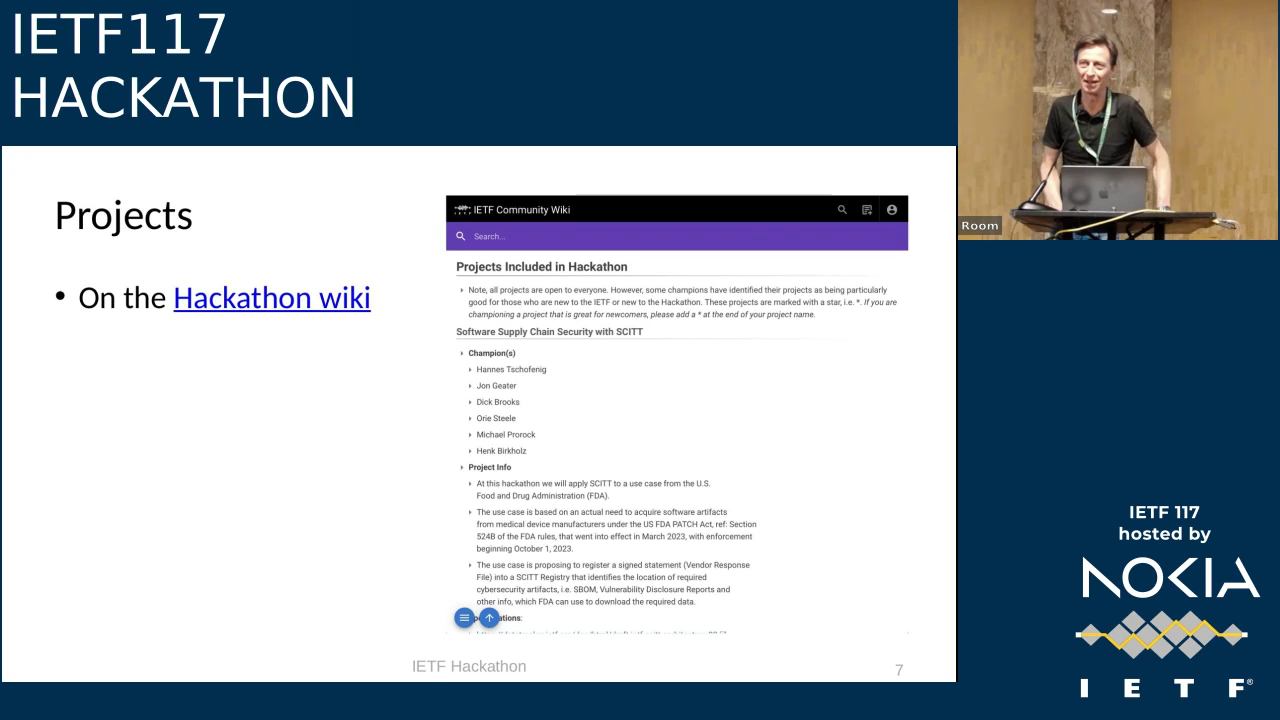 IETF117
HACKATHON
Projects
• On the Hackathon wiki
IETF Community Wiki
Search...
Projects Included in Hackathon
Note, all projects are open to everyone. However, some champions have identified their projects as being particularly
good for those who are new to the IETF or new to the Hackathon. These projects are marked with a star, i.e. *. If you are
championing a project that is great for newcomers, please add a * at the end of your project name.
Software Supply Chain Security with SCITT
Champion(s)
Hannes Tschofenig
Jon Geater
Dick Brooks
Orie Steele
Michael Prorock
Henk Birkholz
Project Info
At this hackathon we will apply SCITT to a use case from the U.S.
Food and Drug Administration (FDA).
The use case is based on an actual need to acquire software artifacts
from medical device manufacturers under the US FDA PATCH Act, ref: Section
524B of the FDA rules, that went into effect in March 2023, with enforcement
beginning October 1, 2023.
The use case is proposing to register a signed statement (Vendor Response
File) into a SCITT Registry that identifies the location of required
cybersecurity artifacts, i.e. SBOM, Vulnerability Disclosure Reports and
other info, which FDA can use to download the required data.
IETF Hackathon
7
Room
IETF 117
hosted by
NOKIA
I E T F®